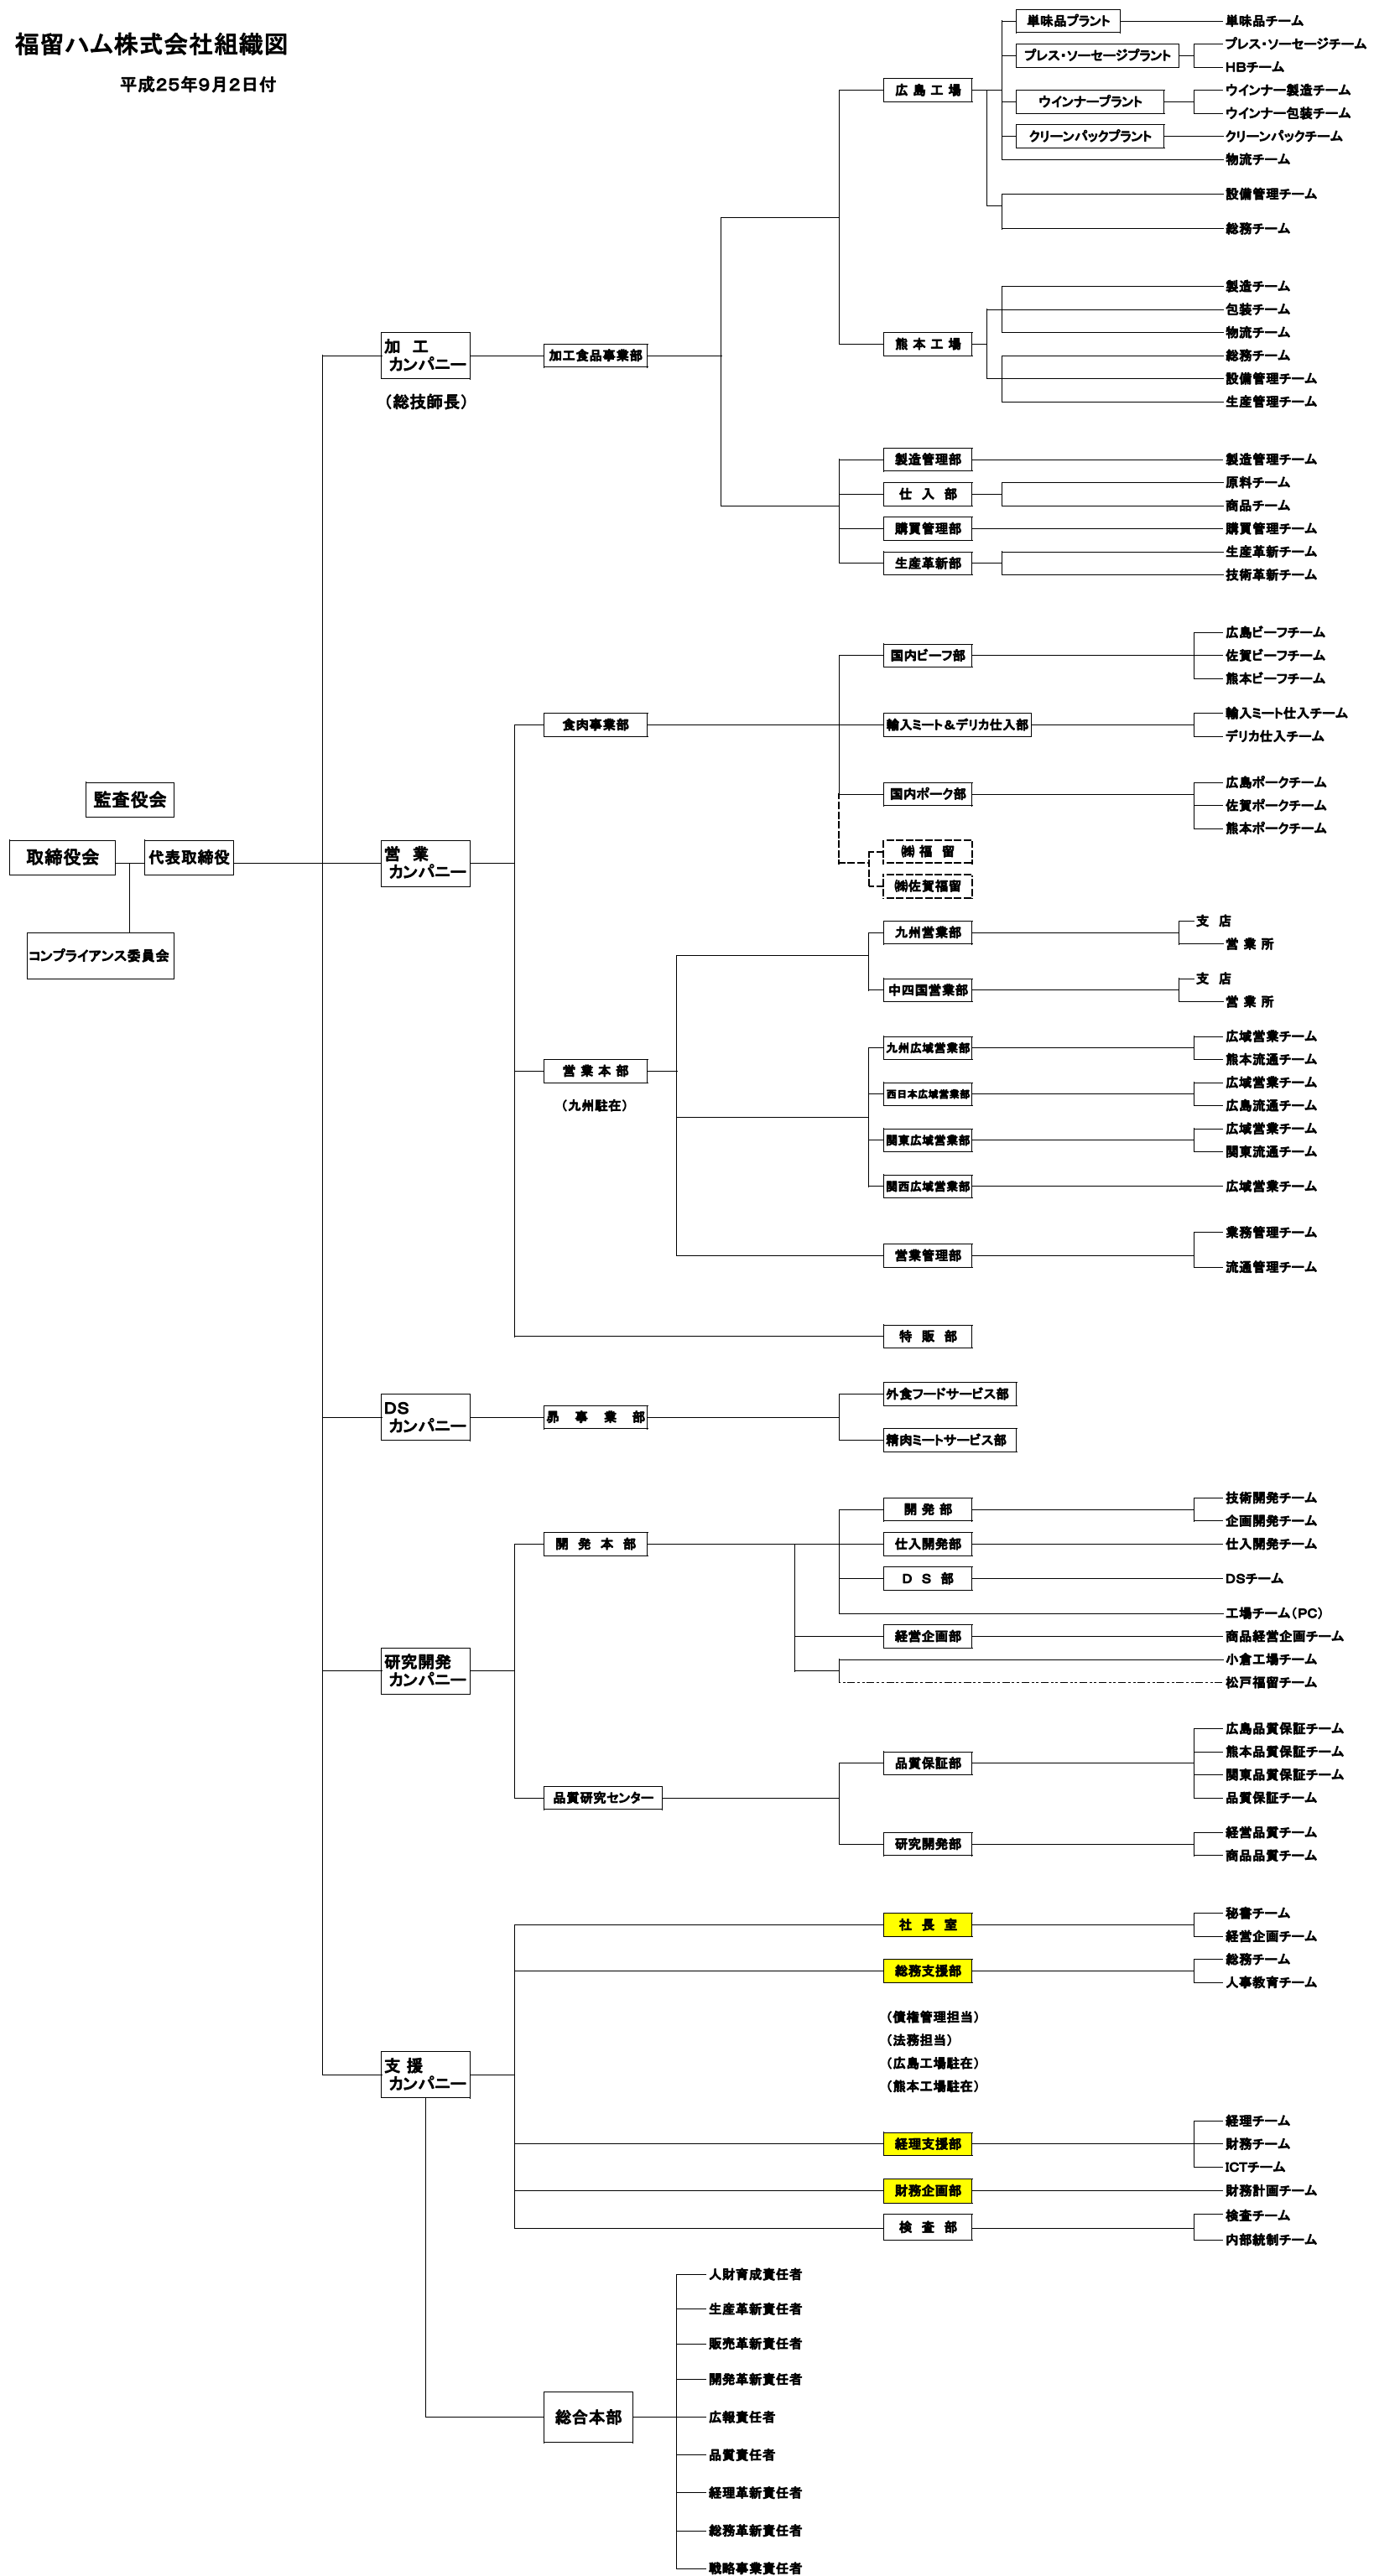 福留ハム株式会社組織図
平成25年9月2日付
監査役会
取締役会
代表取締役
コンプライアンス委員会
加 工
カンパニー
(総技師長)
加工食品事業部
広 島 工 場
単味品プラント
単味品チーム
プレス・ソーセージプラント
プレス・ソーセージチーム
HBチーム
ウインナープラント
ウインナー製造チーム
ウインナー包装チーム
クリーンパックプラント
クリーンパックチーム
物流チーム
設備管理チーム
総務チーム
熊 本 工 場
製造チーム
包装チーム
物流チーム
総務チーム
設備管理チーム
生産管理チーム
製造管理部
製造管理チーム
仕 入 部
原料チーム
商品チーム
購買管理部
購買管理チーム
生産革新部
生産革新チーム
技術革新チーム
営 業
カンパニー
食肉事業部
国内ビーフ部
広島ビーフチーム
佐賀ビーフチーム
熊本ビーフチーム
輸入ミート&デリカ仕入部
輸入ミート仕入チーム
デリカ仕入チーム
国内ポーク部
広島ポークチーム
佐賀ポークチーム
熊本ポークチーム
㈱ 福 留
㈱佐賀福留
営 業 本 部
(九州駐在)
九州営業部
支 店
営 業 所
中四国営業部
支 店
営 業 所
九州広域営業部
広域営業チーム
熊本流通チーム
西日本広域営業部
広域営業チーム
広島流通チーム
関東広域営業部
広域営業チーム
関東流通チーム
関西広域営業部
広域営業チーム
営業管理部
業務管理チーム
流通管理チーム
特 販 部
DS
カンパニー
昴 事 業 部
外食フードサービス部
精肉ミートサービス部
研究開発
カンパニー
開 発 本 部
開 発 部
技術開発チーム
企画開発チーム
仕入開発部
仕入開発チーム
D S 部
DSチーム
工場チーム(PC)
経営企画部
商品経営企画チーム
小倉工場チーム
松戸福留チーム
品質研究センター
品質保証部
広島品質保証チーム
熊本品質保証チーム
関東品質保証チーム
品質保証チーム
研究開発部
経営品質チーム
商品品質チーム
支 援
カンパニー
社 長 室
秘書チーム
経営企画チーム
総務支援部
総務チーム
人事教育チーム
(債権管理担当)
(法務担当)
(広島工場駐在)
(熊本工場駐在)
経理支援部
経理チーム
財務チーム
ICTチーム
財務企画部
財務計画チーム
検 査 部
検査チーム
内部統制チーム
総合本部
人財育成責任者
生産革新責任者
販売革新責任者
開発革新責任者
広報責任者
品質責任者
経理革新責任者
総務革新責任者
戦略事業責任者